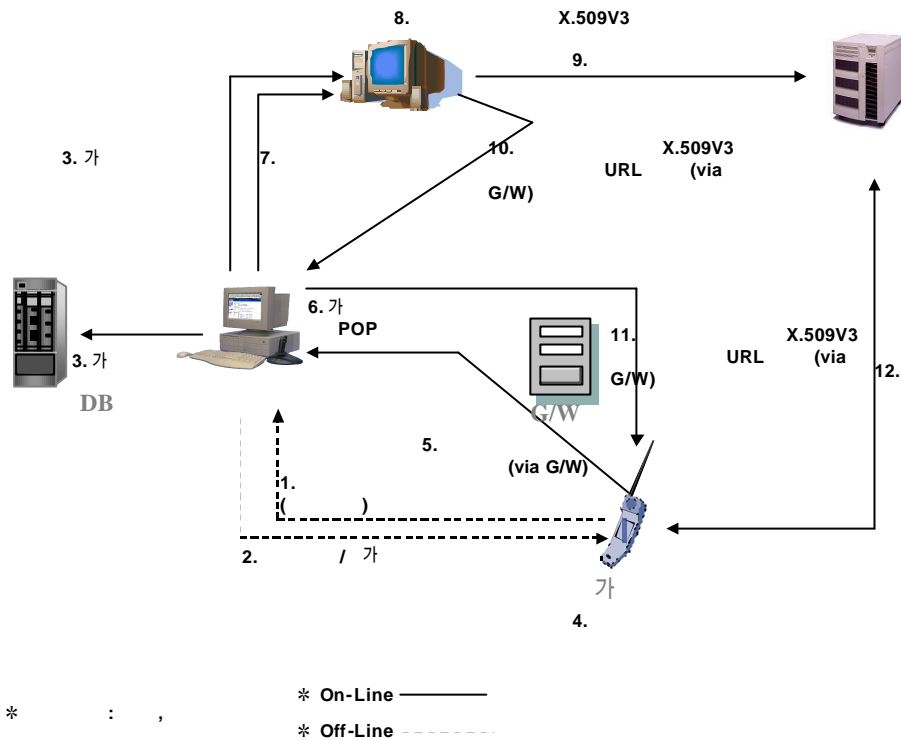 8. X.509V3
9.
3. 가
7.
10. X.509V3
URL (via
G/W)
6. 가
POP
11. X.509V3
URL (via
G/W)
12.
3. 가
DB
G/W
5.
(via G/W)
1.
( )
2. / 가
가
4.
✻ On-Line
✻ : ,
✻ Off-Line